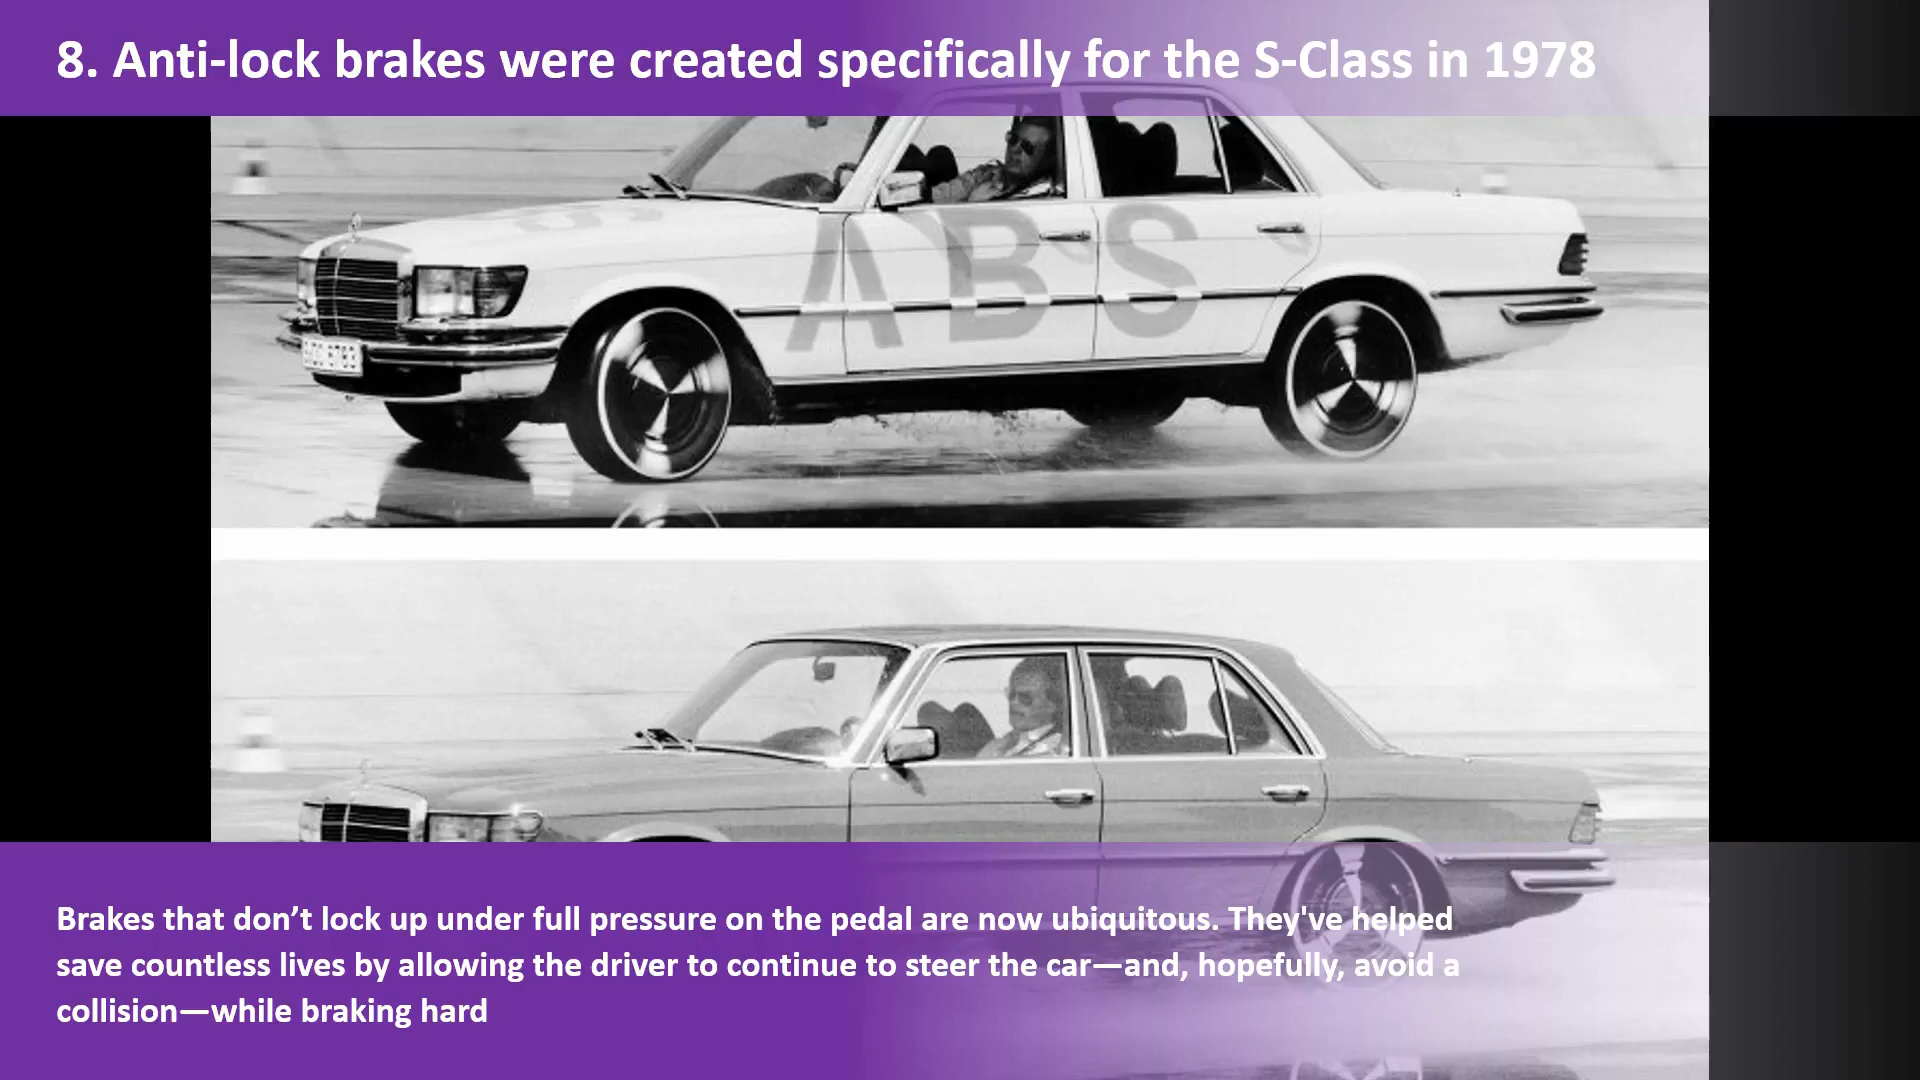 8. Anti-lock brakes were created specifically for the S-Class in 1978
ABS
Brakes that don’t lock up under full pressure on the pedal are now ubiquitous. They've helped
save countless lives by allowing the driver to continue to steer the car—and, hopefully, avoid a
collision—while braking hard